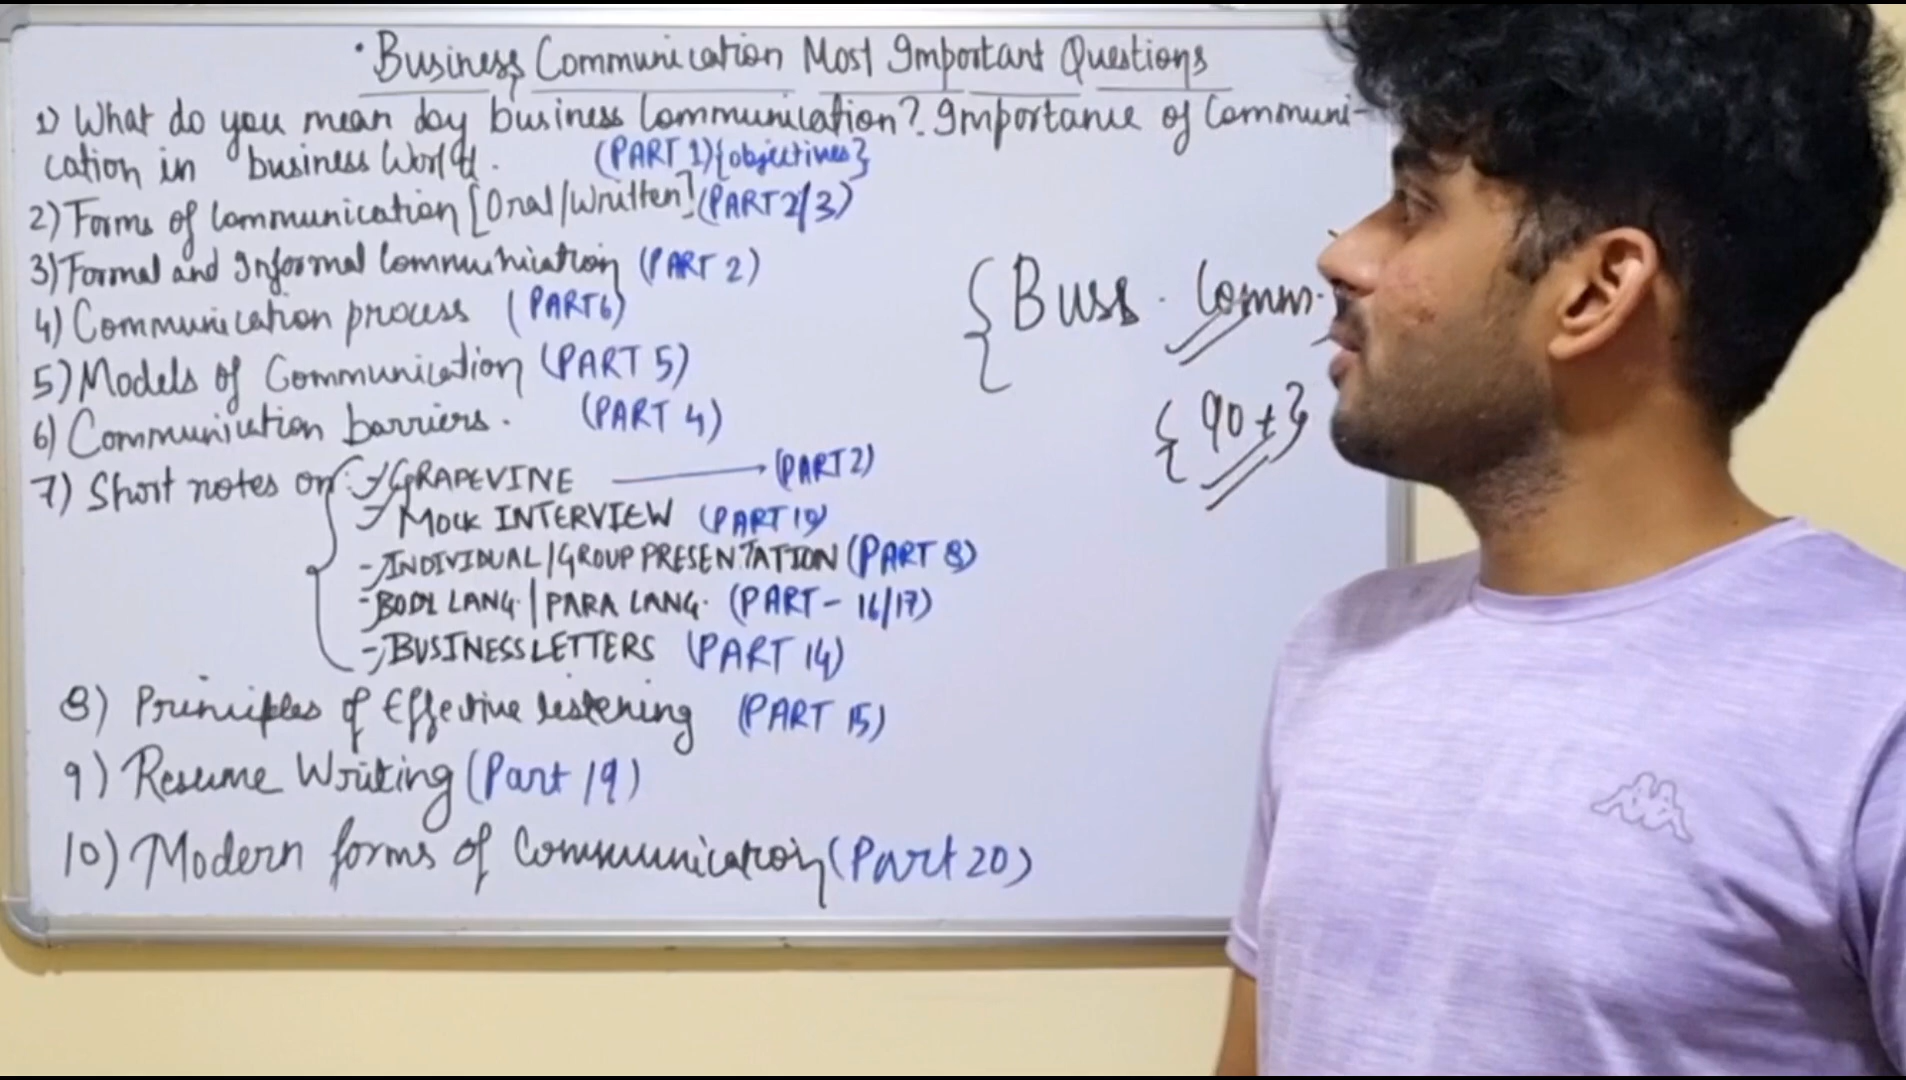 • Business Communication Most Important Questions
1) What do you mean by business Communication? Importance of Communi-
cation in business World. (PART 1){objectives}
2) Forms of Communication [Oral/Written] (PART 2/3)
3) Formal and Informal Communication (PART 2)
4) Communication process (PART 6)
5) Models of Communication (PART 5)
6) Communication barriers. (PART 4)
7) Short notes on: → GRAPEVINE → (PART 2)
→ MOCK INTERVIEW (PART 19)
→ INDIVIDUAL/GROUP PRESENTATION (PART 8)
- BODY LANG. | PARA LANG. (PART - 16/17)
→ BUSINESS LETTERS (PART 14)
8) Principles of Effective listening (PART 15)
9) Resume Writing (Part 19)
10) Modern forms of Communication (Part 20)
{ Buss. Comm.
{ 90 + }